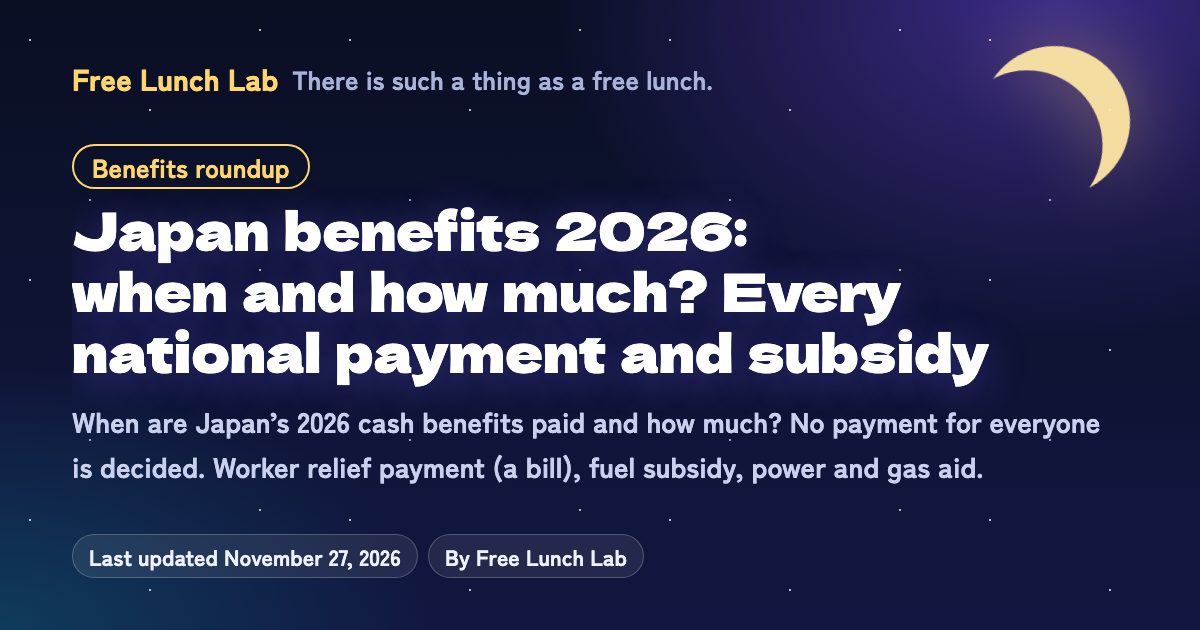 Free Lunch Lab There is such a thing as a free lunch.
Benefits roundup
Japan benefits 2026:
when and how much? Every
national payment and subsidy
When are Japan’s 2026 cash benefits paid and how much? No payment for everyone
is decided. Worker relief payment (a bill), fuel subsidy, power and gas aid.
Last updated November 27, 2026 By Free Lunch Lab